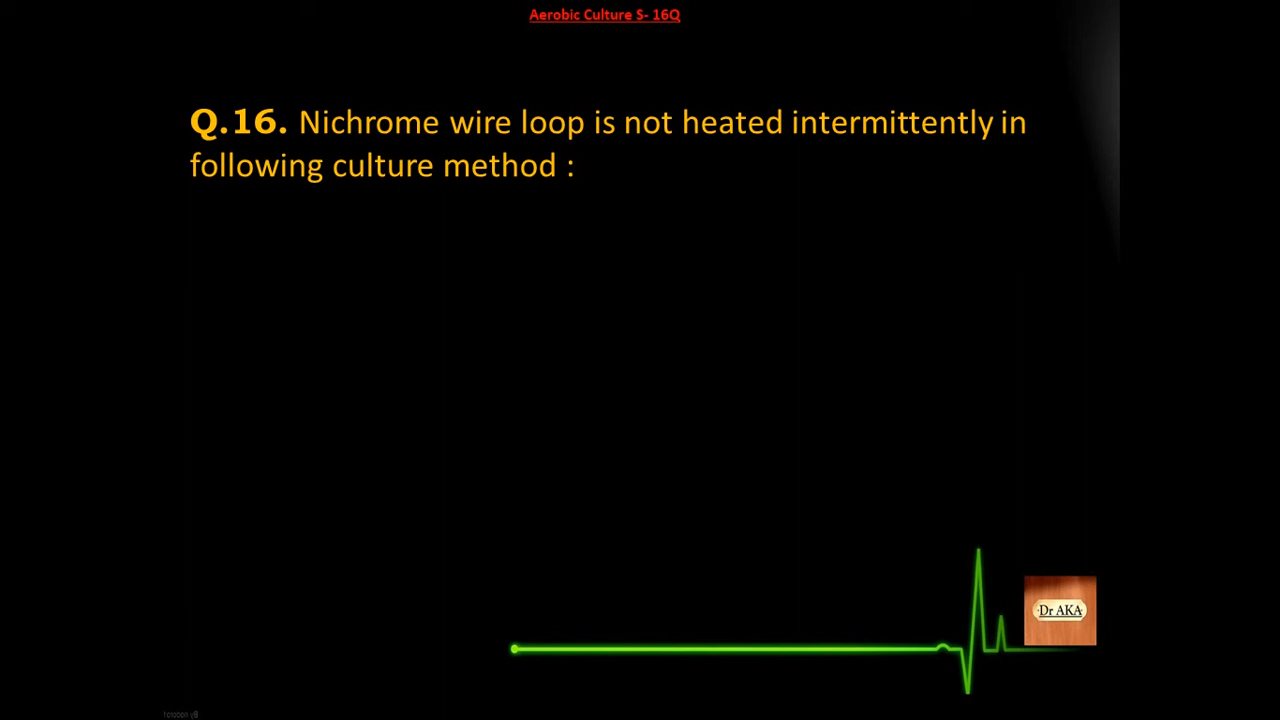 Aerobic Culture S- 16Q
Q.16. Nichrome wire loop is not heated intermittently in
following culture method :
Dr AKA